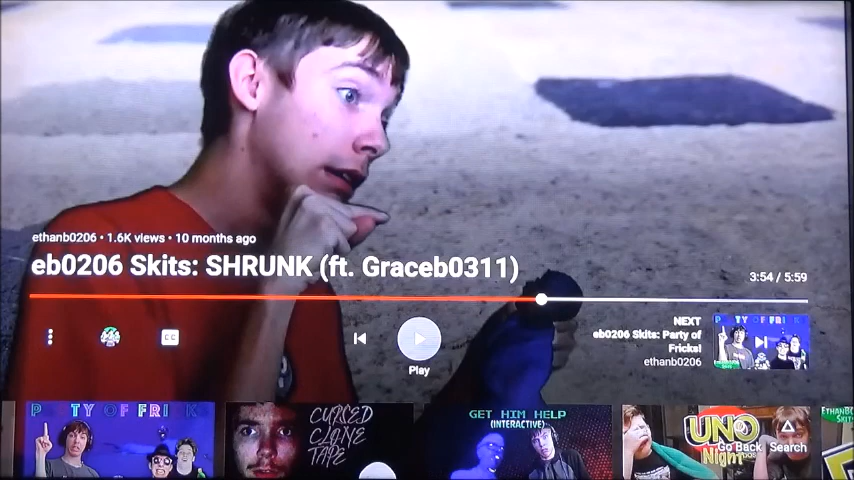 ethanb0206 • 1.6K views • 10 months ago
eb0206 Skits: SHRUNK (ft. Graceb0311)
3:54 / 5:59
CC
Play
NEXT
eb0206 Skits: Party of
Fricks!
ethanb0206
PARTY OF FRICKS
CURSED
CLONE
TAPE
GET HIM HELP
(INTERACTIVE)
UNO
Night
Go Back
Search
SKITS